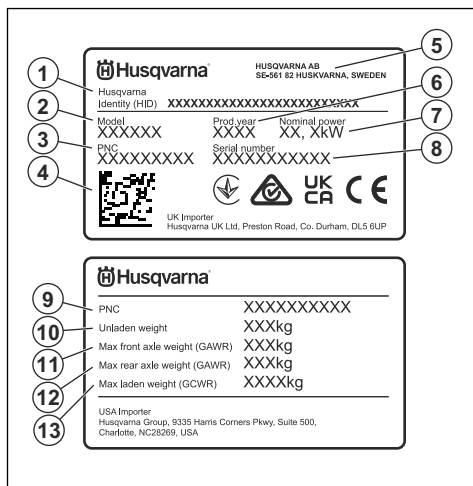 Husqvarna
HUSQVARNA AB
SE-561 82 HUSKVARNA, SWEDEN
5
1
Husqvarna
Identity (HID) XXXXXXXXXXXXXXXXXXXXXXXXX
6
2
Model Prod.year Nominal power
XXXXXX XXXX XX, XkW
7
3
PNC Serial number
XXXXXXXXX XXXXXXXXXXX
8
4
UK
CA
CE
UK Importer
Husqvarna UK Ltd, Preston Road, Co. Durham, DL5 6UP
Husqvarna
9
PNC XXXXXXXXXX
10
Unladen weight XXXkg
11
Max front axle weight (GAWR) XXXkg
12
Max rear axle weight (GAWR) XXXkg
13
Max laden weight (GCWR) XXXXkg
USA Importer
Husqvarna Group, 9335 Harris Corners Pkwy, Suite 500,
Charlotte, NC28269, USA